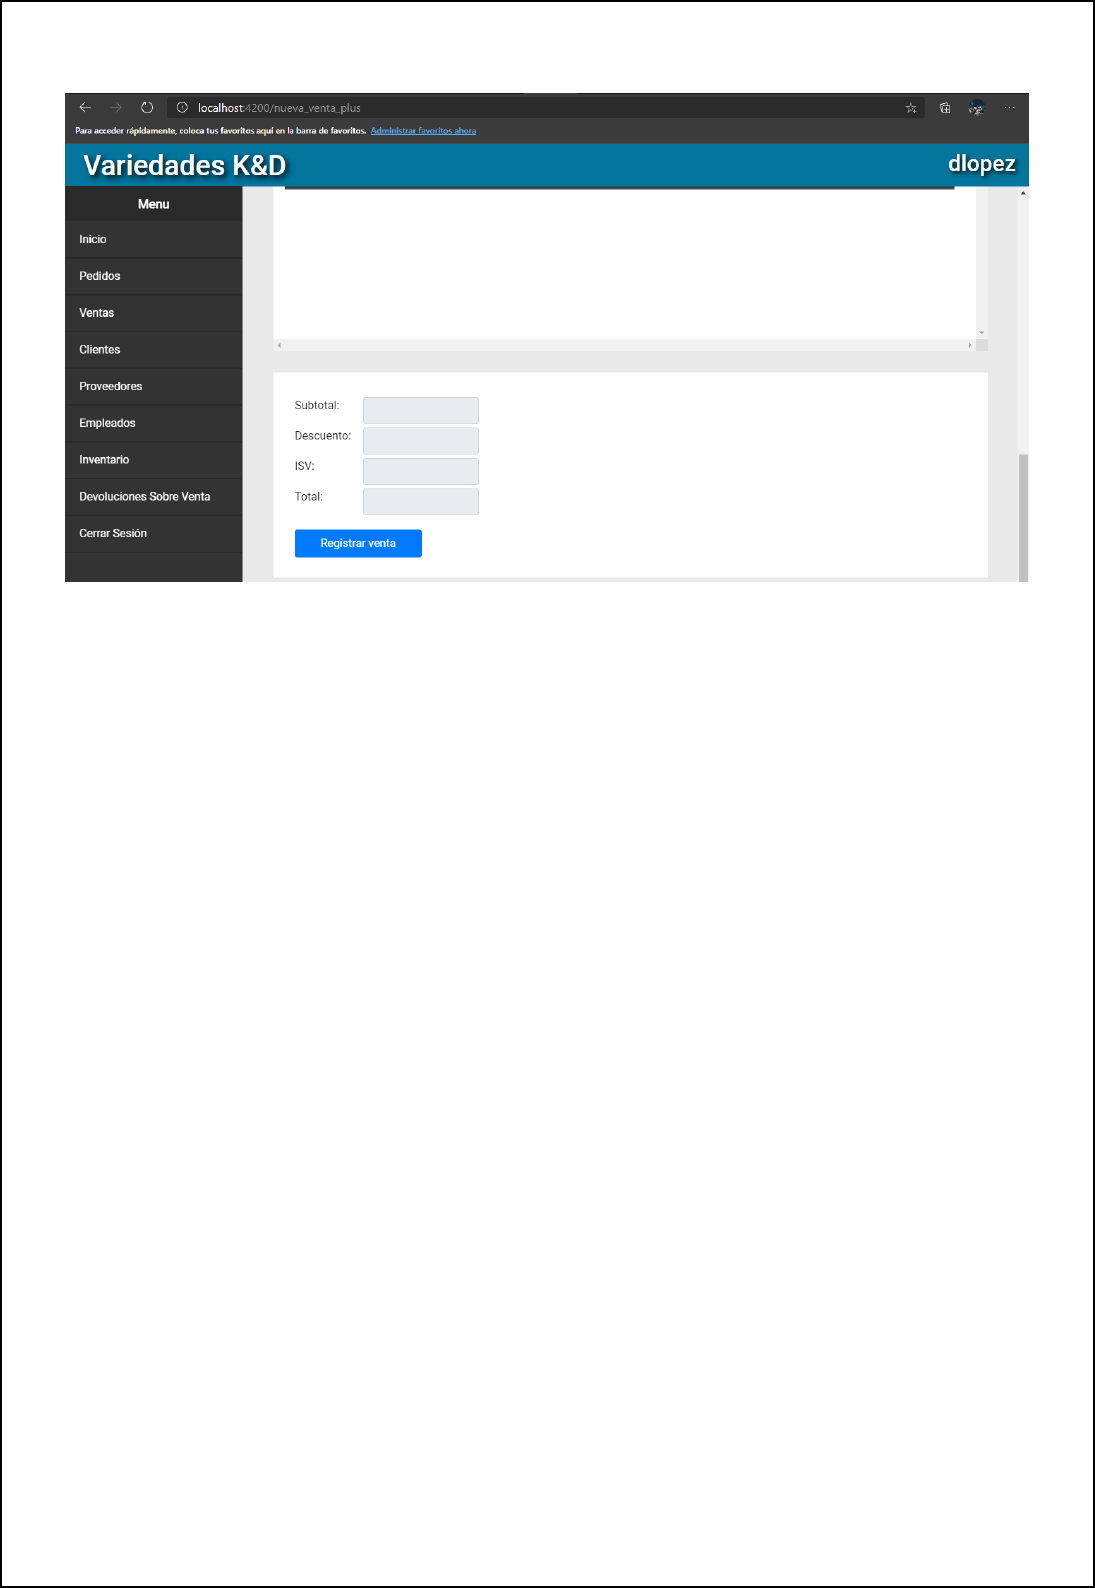 localhost:4200/nueva_venta_plus
Para acceder rápidamente, coloca tus favoritos aquí en la barra de favoritos. Administrar favoritos ahora
Variedades K&D
dlopez
Menu
Inicio
Pedidos
Ventas
Clientes
Proveedores
Empleados
Inventario
Devoluciones Sobre Venta
Cerrar Sesión
Subtotal:
Descuento:
ISV:
Total:
Registrar venta